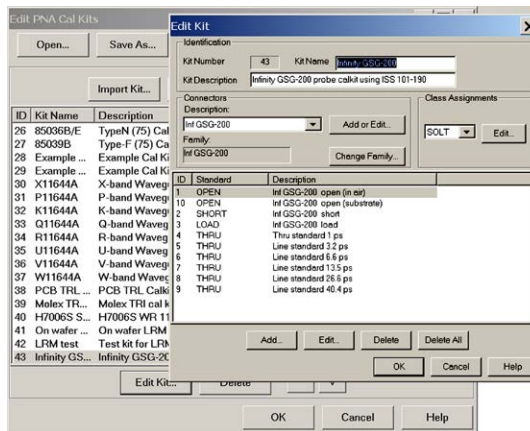 Edit PNA Cal Kits
Open...
Save As...
Import Kit...
ID Kit Name Description
26 85036B/E TypeN (75) Cal
27 85039B Type-F (75) Cal
28 Example ... Example Cal Ki
29 Example ... Example Cal Ki
30 X11644A X-band Waveg
31 P11644A P-band Waveg
32 K11644A K-band Waveg
33 Q11644A Q-band Waveg
34 R11644A R-band Waveg
35 U11644A U-band Waveg
36 V11644A V-band Waveg
37 W11644A W-band Waveg
38 PCB TRL ... PCB TRL Calki
39 Molex TR... Molex TRl cal k
40 H7006S S... H7006S WR 11
41 On wafer ... On wafer LRM
42 LRM test Test kit for LRM
43 Infinity GS... Infinity GSG-20
Edit Kit...
Delete
OK
Cancel
Help
Edit Kit
Identification
Kit Number 43 Kit Name Infinity GSG-200
Kit Description Infinity GSG-200 probe calkit using ISS 101-190
Connectors
Description:
Inf GSG-200
Add or Edit...
Family:
Inf GSG-200
Change Family...
Class Assignments
SOLT
Edit...
ID Standard Description
1 OPEN Inf GSG-200 open (in air)
10 OPEN Inf GSG-200 open (substrate)
2 SHORT Inf GSG-200 short
3 LOAD Inf GSG-200 load
4 THRU Thru standard 1 ps
5 THRU Line standard 3.2 ps
6 THRU Line standard 6.6 ps
7 THRU Line standard 13.5 ps
8 THRU Line standard 26.6 ps
9 THRU Line standard 40.4 ps
Add...
Edit...
Delete
Delete All
OK
Cancel
Help